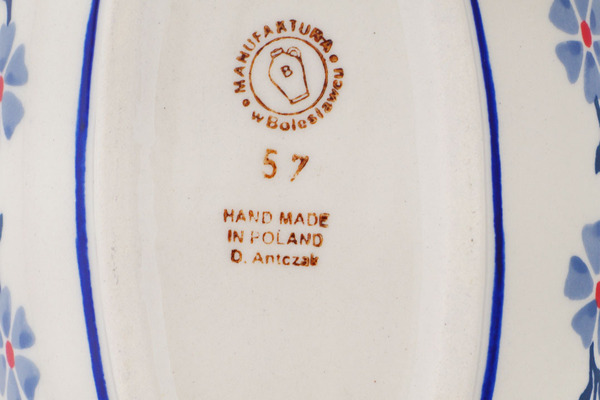 MANUFAKTURA
w Bolesławcu
B
57
HAND MADE
IN POLAND
D. Antczak